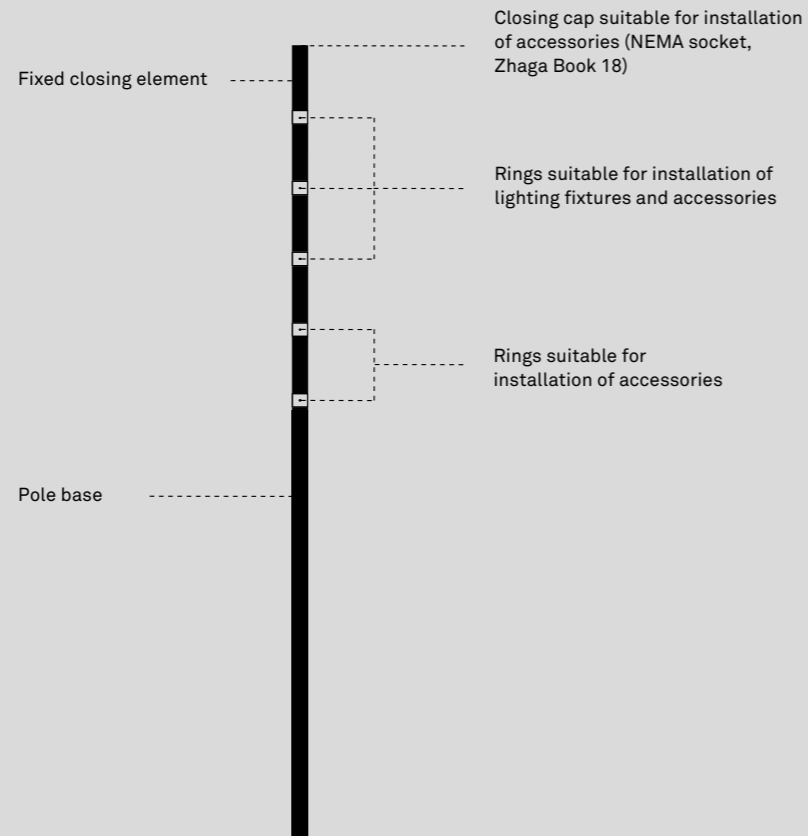 Closing cap suitable for installation
of accessories (NEMA socket,
Zhaga Book 18)
Fixed closing element
Rings suitable for installation of
lighting fixtures and accessories
Rings suitable for
installation of accessories
Pole base